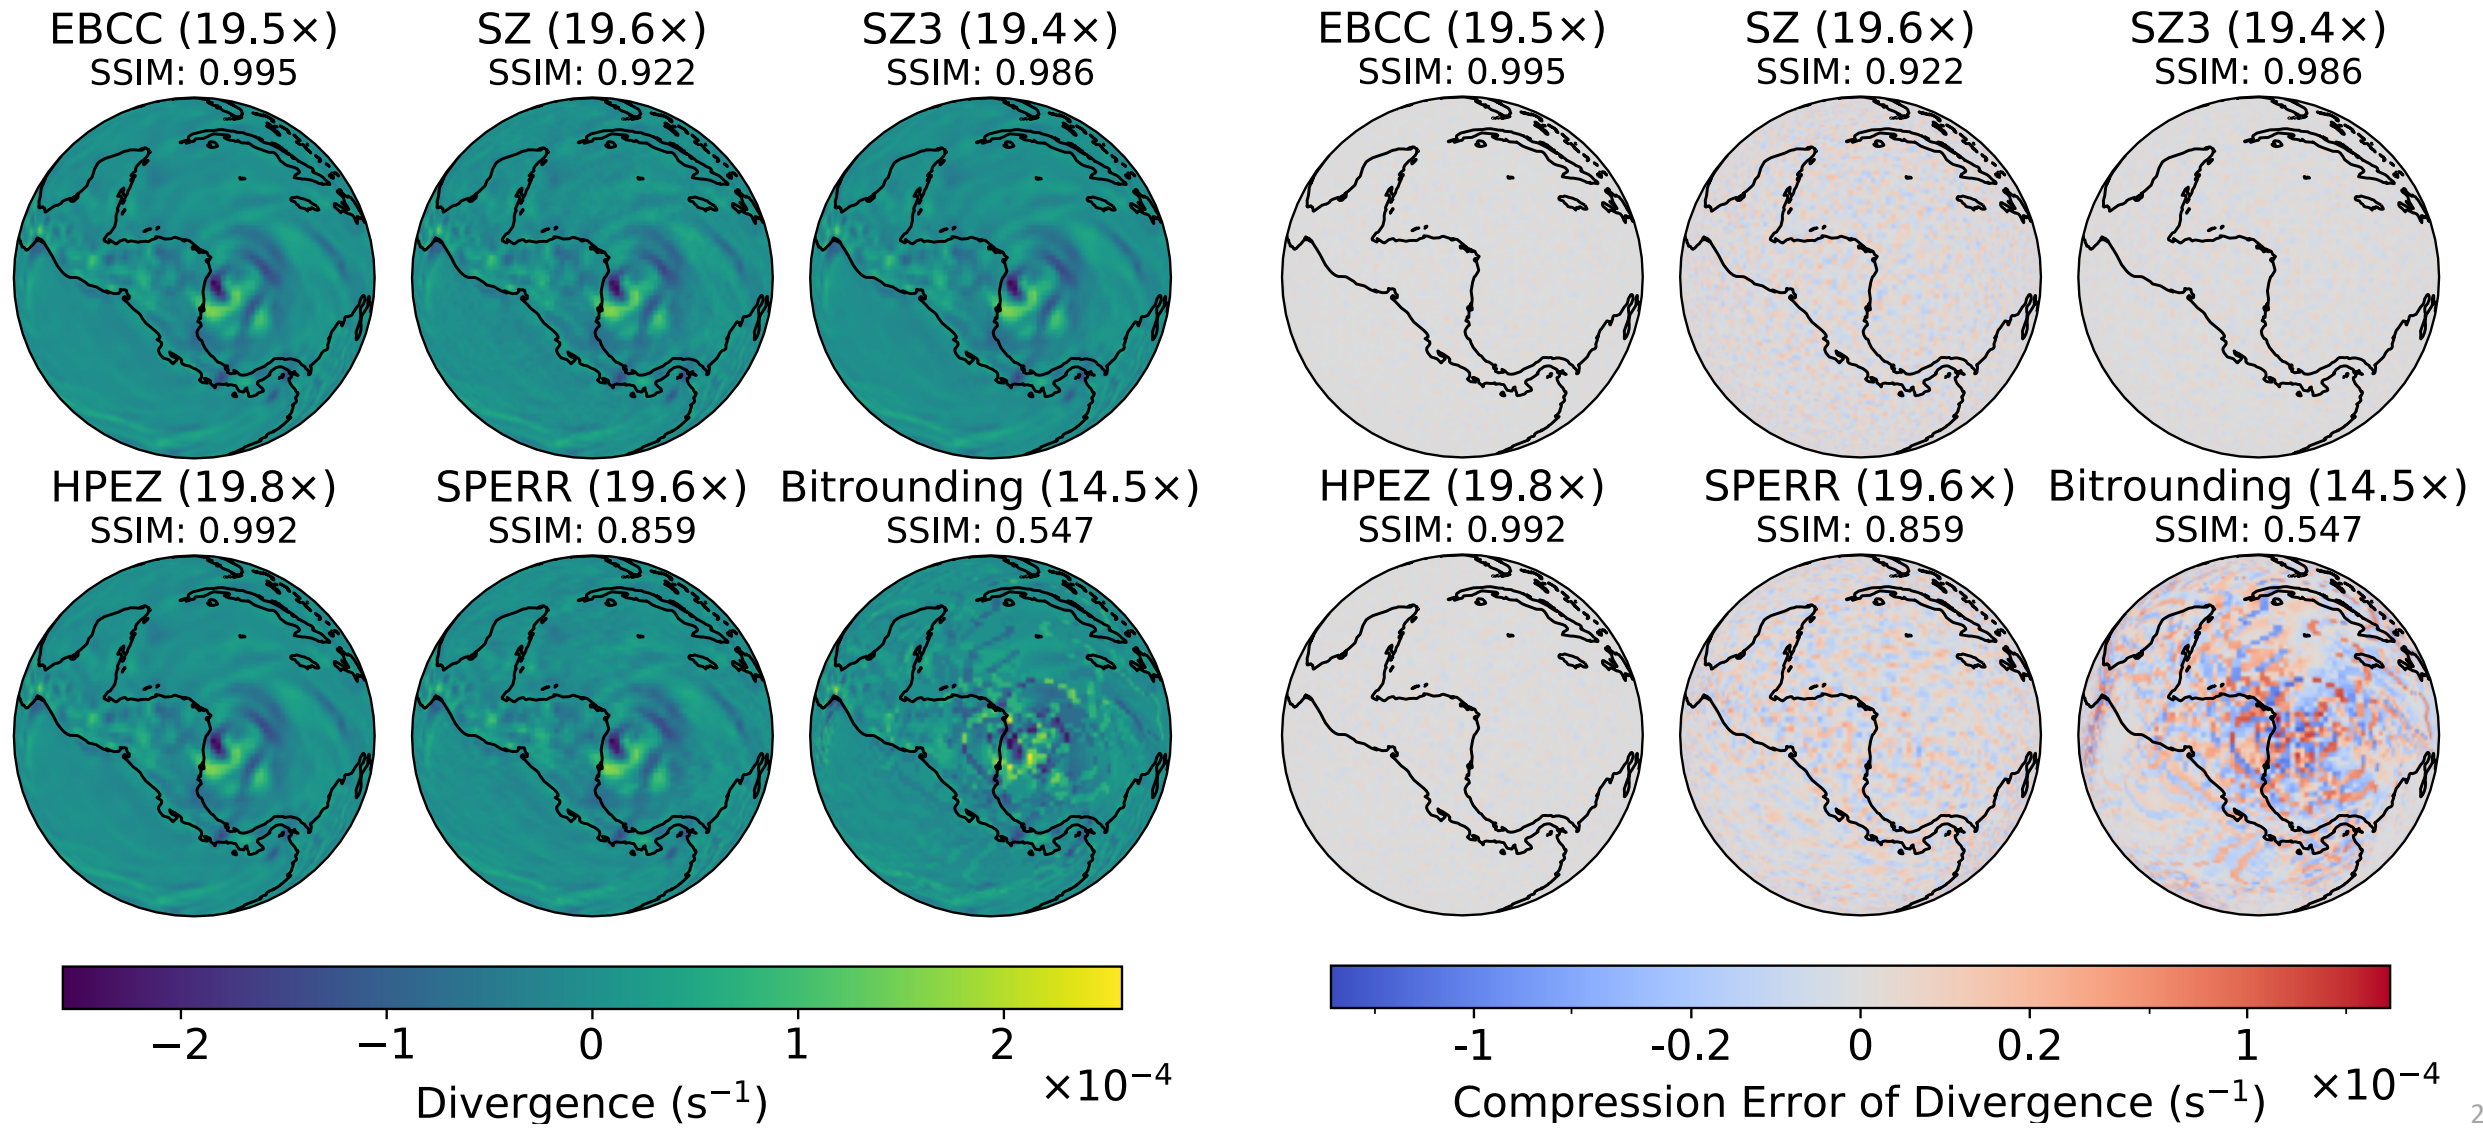 EBCC (19.5×)
SSIM: 0.995
SZ (19.6×)
SSIM: 0.922
SZ3 (19.4×)
SSIM: 0.986
HPEZ (19.8×)
SSIM: 0.992
SPERR (19.6×)
SSIM: 0.859
Bitrounding (14.5×)
SSIM: 0.547
−2 −1 0 1 2
×10⁻⁴
Divergence (s⁻¹)
EBCC (19.5×)
SSIM: 0.995
SZ (19.6×)
SSIM: 0.922
SZ3 (19.4×)
SSIM: 0.986
HPEZ (19.8×)
SSIM: 0.992
SPERR (19.6×)
SSIM: 0.859
Bitrounding (14.5×)
SSIM: 0.547
-1 -0.2 0 0.2 1
×10⁻⁴
Compression Error of Divergence (s⁻¹)
2